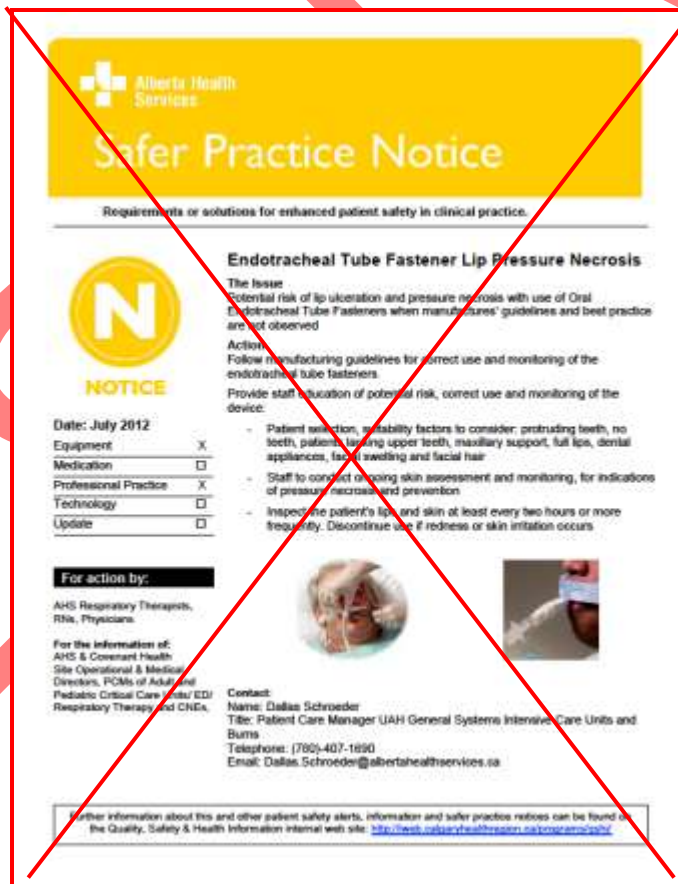 Alberta Health
Services
Safer Practice Notice
Requirements or solutions for enhanced patient safety in clinical practice.
N
NOTICE
Date: July 2012
Equipment X
Medication ☐
Professional Practice X
Technology ☐
Update ☐
For action by:
AHS Respiratory Therapists,
RNs, Physicians
For the information of:
AHS & Covenant Health
Site Operational & Medical
Directors, PCMs of Adult and
Pediatric Critical Care Units/ ED/
Respiratory Therapy and CNEs.
Endotracheal Tube Fastener Lip Pressure Necrosis
The Issue
Potential risk of lip ulceration and pressure necrosis with use of Oral
Endotracheal Tube Fasteners when manufactures' guidelines and best practice
are not observed
Action
Follow manufacturing guidelines for correct use and monitoring of the
endotracheal tube fasteners
Provide staff education of potential risk, correct use and monitoring of the
device:
- Patient selection, suitability factors to consider: protruding teeth, no
teeth, patients lacking upper teeth, maxillary support, full lips, dental
appliances, facial swelling and facial hair
- Staff to conduct ongoing skin assessment and monitoring, for indications
of pressure necrosis and prevention
- Inspect the patient's lips and skin at least every two hours or more
frequently. Discontinue use if redness or skin irritation occurs
Contact:
Name: Dallas Schroeder
Title: Patient Care Manager UAH General Systems Intensive Care Units and
Burns
Telephone: (780)-407-1690
Email: Dallas.Schroeder@albertahealthservices.ca
Further information about this and other patient safety alerts, information and safer practice notices can be found on
the Quality, Safety & Health Information internal web site: http://iweb.calgaryhealthregion.ca/programs/qshi/